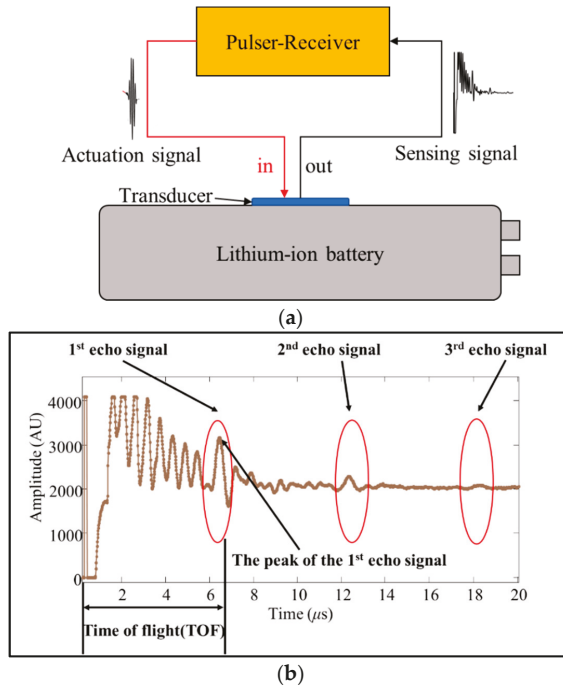 Pulser-Receiver
Actuation signal
Sensing signal
in
out
Transducer
Lithium-ion battery
(a)
1st echo signal
2nd echo signal
3rd echo signal
Amplitude (AU)
4000
3000
2000
1000
0
The peak of the 1st echo signal
2 4 6 8 10 12 14 16 18 20
Time (μs)
Time of flight(TOF)
(b)